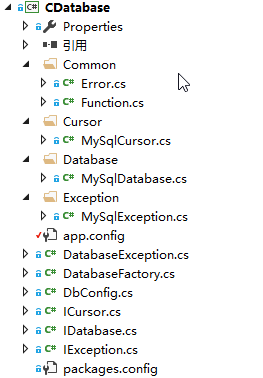 C# CDatabase
Properties
引用
Common
C# Error.cs
C# Function.cs
Cursor
C# MySqlCursor.cs
Database
C# MySqlDatabase.cs
Exception
C# MySqlException.cs
app.config
C# DatabaseException.cs
C# DatabaseFactory.cs
C# DbConfig.cs
C# ICursor.cs
C# IDatabase.cs
C# IException.cs
packages.config